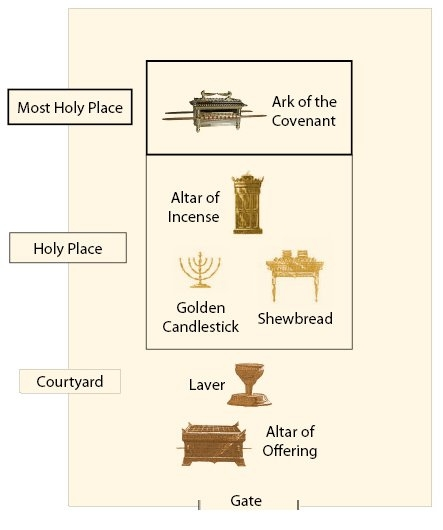 Most Holy Place
Ark of the
Covenant
Altar of
Incense
Holy Place
Golden
Candlestick
Shewbread
Courtyard
Laver
Altar of
Offering
Gate